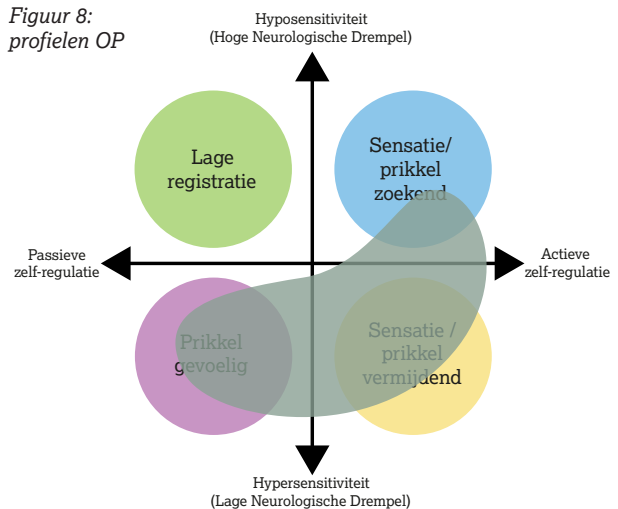 Figuur 8:
profielen OP
Hyposensitiviteit
(Hoge Neurologische Drempel)
Lage
registratie
Sensatie/
prikkel
zoekend
Passieve
zelf-regulatie
Actieve
zelf-regulatie
Prikkel
gevoelig
Sensatie /
prikkel
vermijdend
Hypersensitiviteit
(Lage Neurologische Drempel)